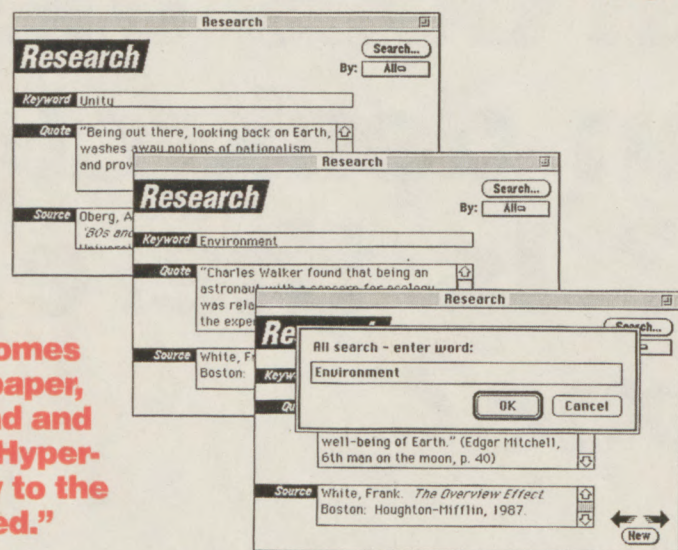 Research
Research
Search...
By: All
Keyword Unity
Quote "Being out there, looking back on Earth,
washes away notions of nationalism
and prov
Source Oberg, A
'80s and
Research
Research
Search...
By: All
Keyword Environment
Quote "Charles Walker found that being an
astronaut with a concern for ecology
was rela
the expe
Source White, Fr
Boston:
Research
Re
Search...
Keyw
All search - enter word:
Environment
OK Cancel
well-being of Earth." (Edgar Mitchell,
6th man on the moon, p. 40)
Source White, Frank. The Overview Effect
Boston: Houghton-Mifflin, 1987.
New
omes
paper,
d and
Hyper-
y to the
ed."